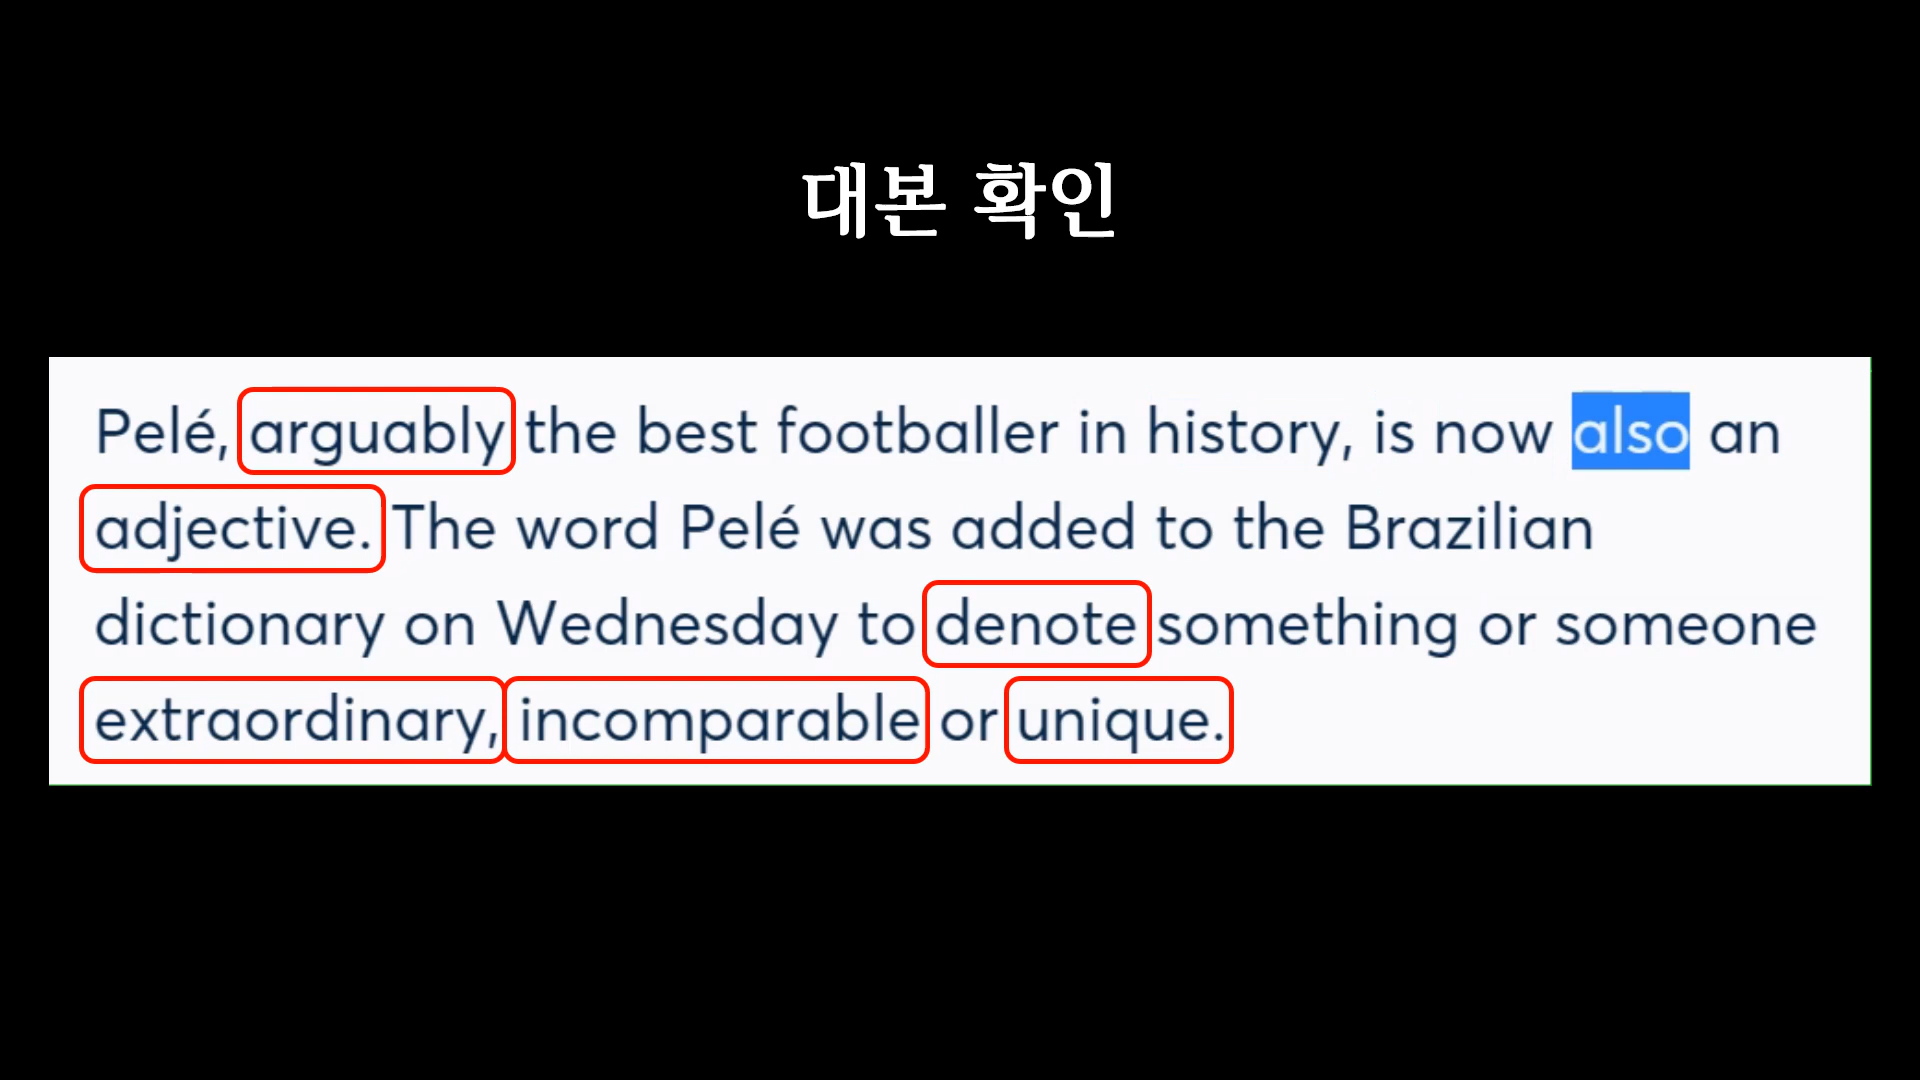 대본 확인
Pelé, arguably the best footballer in history, is now also an
adjective. The word Pelé was added to the Brazilian
dictionary on Wednesday to denote something or someone
extraordinary, incomparable or unique.